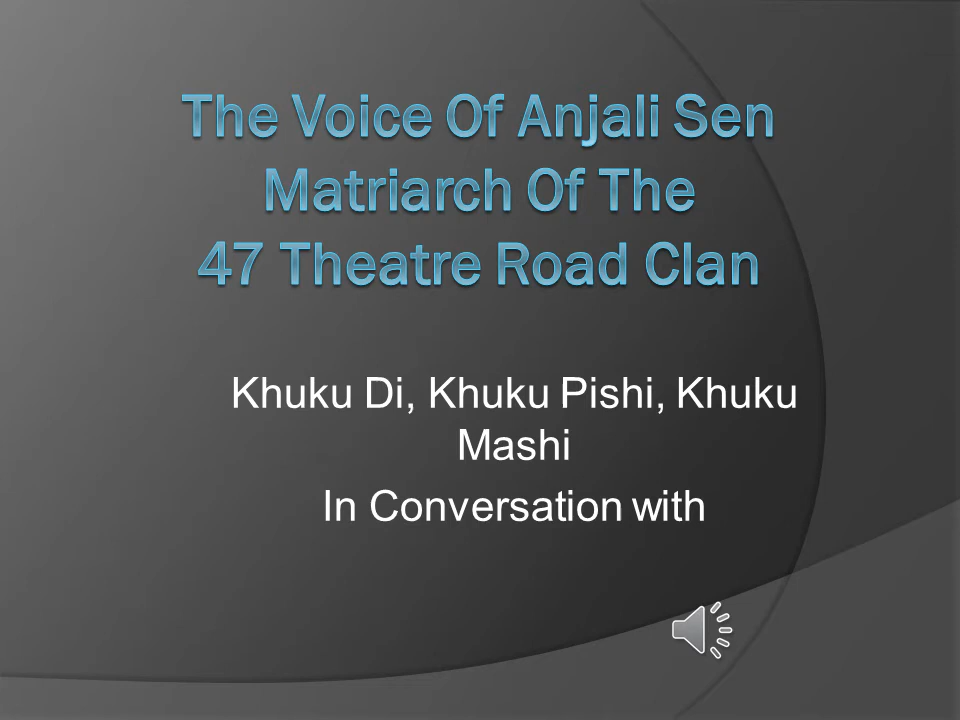 The Voice Of Anjali Sen
Matriarch Of The
47 Theatre Road Clan
Khuku Di, Khuku Pishi, Khuku
Mashi
In Conversation with